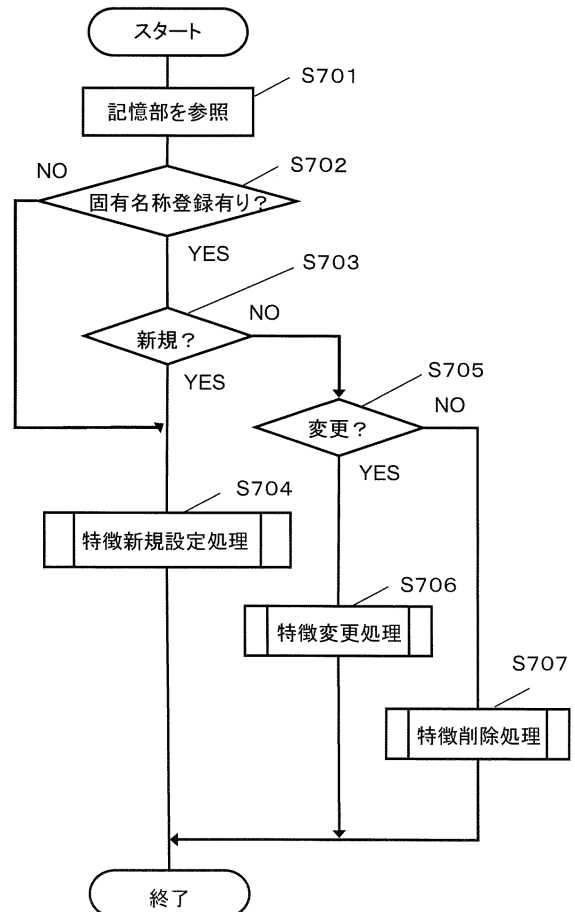 スタート
S701
記憶部を参照
S702
NO
固有名称登録有り？
YES
S703
NO
新規？
YES
S705
NO
変更？
YES
S704
特徴新規設定処理
S706
特徴変更処理
S707
特徴削除処理
終了